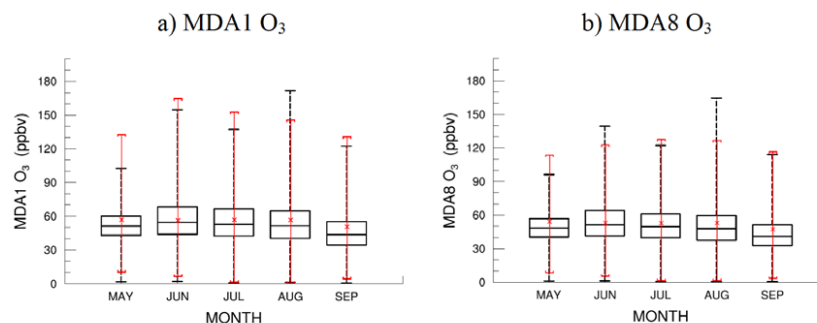 a) MDA1 O₃
b) MDA8 O₃
MDA1 O₃ (ppbv)
180
150
120
90
60
30
0
MAY JUN JUL AUG SEP
MONTH
MDA8 O₃ (ppbv)
180
150
120
90
60
30
0
MAY JUN JUL AUG SEP
MONTH